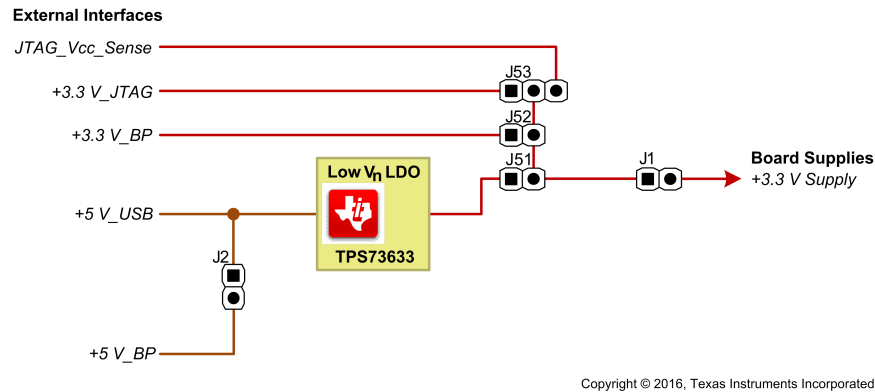 External Interfaces
JTAG_Vcc_Sense
J53
+3.3 V_JTAG
J52
+3.3 V_BP
J51
J1
Board Supplies
+3.3 V Supply
Low Vn LDO
+5 V_USB
TPS73633
J2
+5 V_BP
Copyright © 2016, Texas Instruments Incorporated